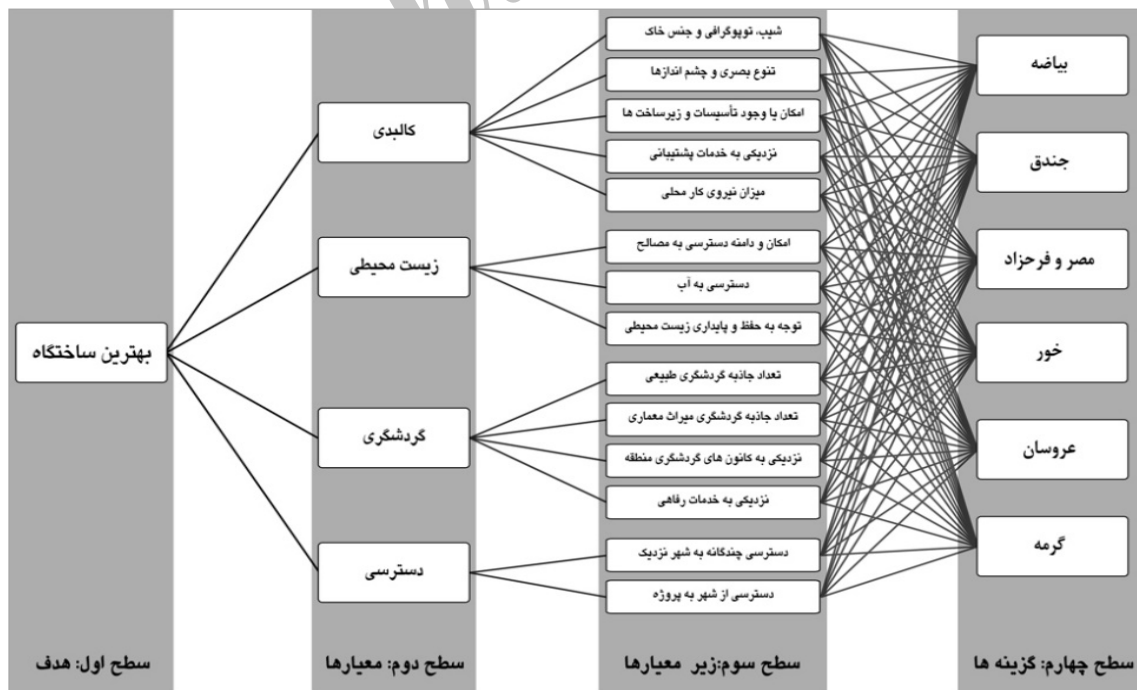 بهترین ساختگاه
سطح اول: هدف
کالبدی
زیست محیطی
گردشگری
دسترسی
سطح دوم: معیارها
شیب، توپوگرافی و جنس خاک
تنوع بصری و چشم اندازها
امکان یا وجود تأسیسات و زیرساخت ها
نزدیکی به خدمات پشتیبانی
میزان نیروی کار محلی
امکان و دامنه دسترسی به مصالح
دسترسی به آب
توجه به حفظ و پایداری زیست محیطی
تعداد جاذبه گردشگری طبیعی
تعداد جاذبه گردشگری میراث معماری
نزدیکی به کانون های گردشگری منطقه
نزدیکی به خدمات رفاهی
دسترسی چندگانه به شهر نزدیک
دسترسی از شهر به پروژه
سطح سوم:زیر معیارها
بیاضه
جندق
مصر و فرحزاد
خور
عروسان
گرمه
سطح چهارم: گزینه ها